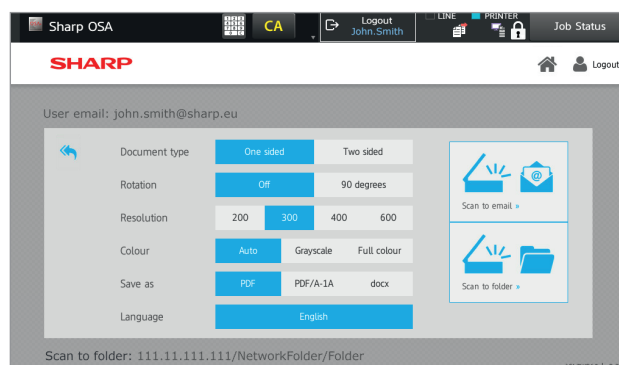 Sharp OSA
CA
Logout
John.Smith
LINE
PRINTER
Job Status
SHARP
Logout
User email: john.smith@sharp.eu
Document type One sided Two sided
Rotation Off 90 degrees
Resolution 200 300 400 600
Colour Auto Grayscale Full colour
Save as PDF PDF/A-1A docx
Language English
@
Scan to email »
Scan to folder »
Scan to folder: 111.11.111.111/NetworkFolder/Folder